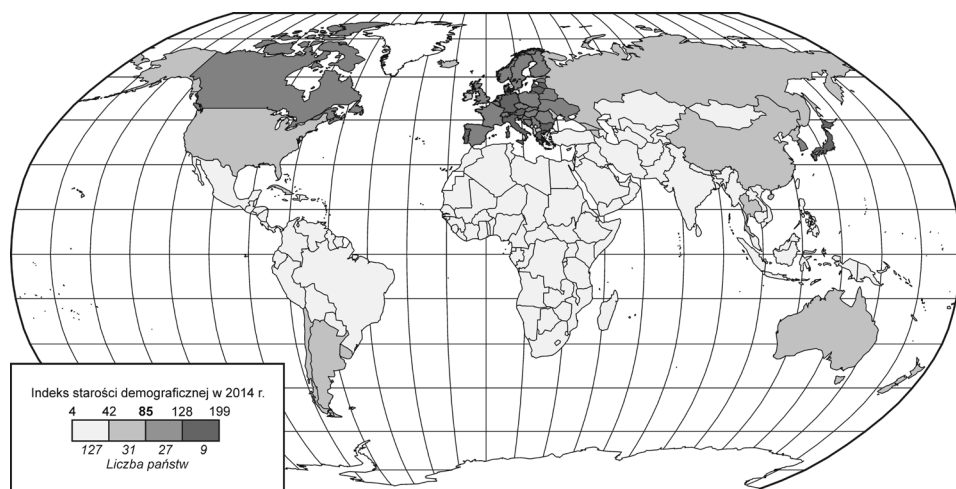 Indeks starości demograficznej w 2014 r.
4 42 85 128 199
127 31 27 9
Liczba państw